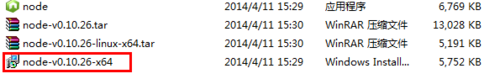 node 2014/4/11 15:29 应用程序 6,769 KB
node-v0.10.26.tar 2014/4/11 15:30 WinRAR 压缩文件 13,028 KB
node-v0.10.26-linux-x64.tar 2014/4/11 15:30 WinRAR 压缩文件 5,191 KB
node-v0.10.26-x64 2014/4/11 15:29 Windows Install... 5,752 KB